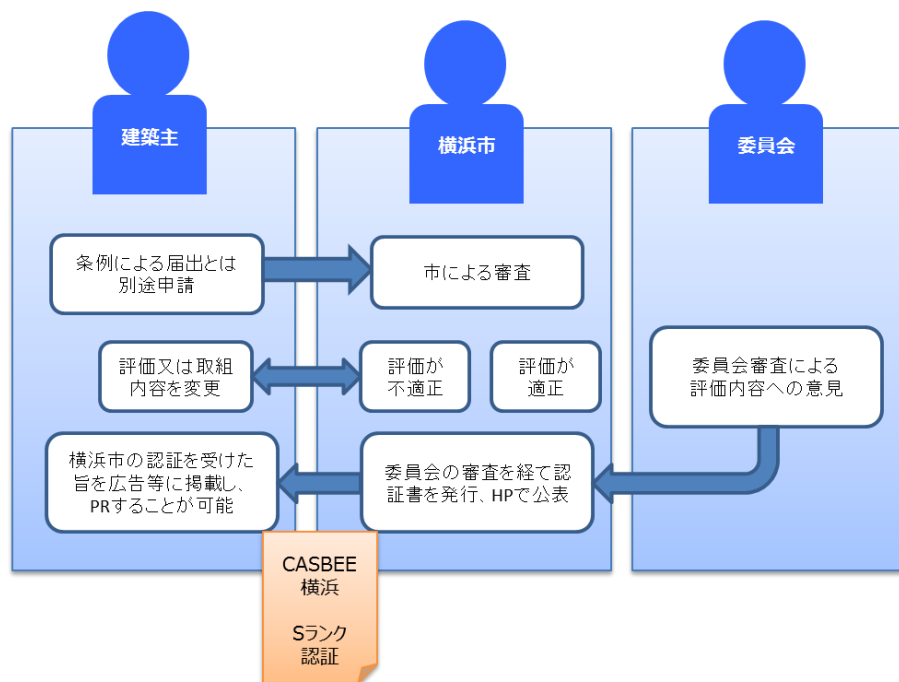 建築主
横浜市
委員会
条例による届出とは
別途申請
市による審査
評価又は取組
内容を変更
評価が
不適正
評価が
適正
委員会審査による
評価内容への意見
横浜市の認証を受けた
旨を広告等に掲載し、
PRすることが可能
委員会の審査を経て認
証書を発行、HPで公表
CASBEE
横浜
Sランク
認証